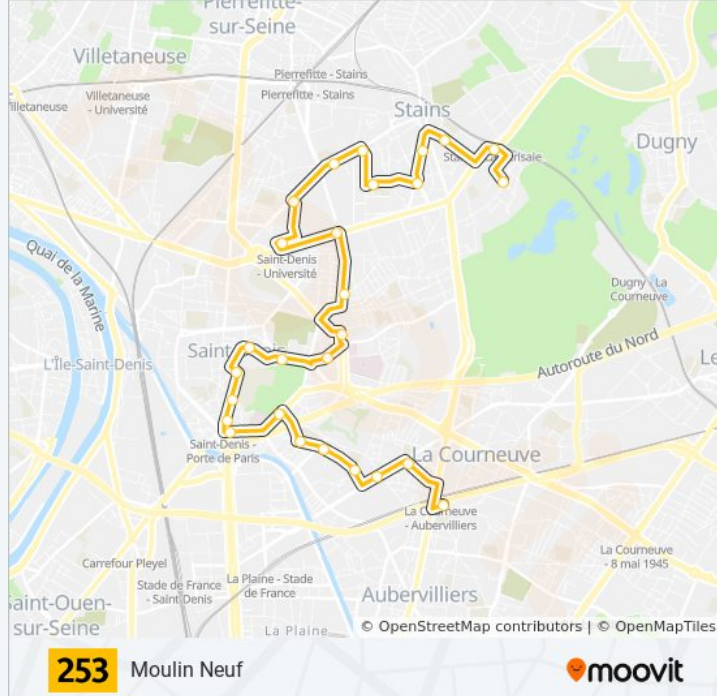 Pierrefitte-
sur-Seine
Villetaneuse
Pierrefitte - Stains
Pierrefitte - Stains
Villetaneuse
- Université
Stains
Dugny
Saint-Denis
- Université
Quai de la Marine
Dugny - La
Courneuve
Autoroute du Nord
L'Île-Saint-Denis
Saint-Denis -
Porte de Paris
La Courneuve
La Courneuve
- Aubervilliers
Carrefour Pleyel
Stade de France
- Saint Denis
La Plaine - Stade
de France
La Courneuve
- 8 mai 1945
Aubervilliers
Saint-Ouen-
sur-Seine
La Plaine
© OpenStreetMap contributors | © OpenMapTiles
253 Moulin Neuf
moovit